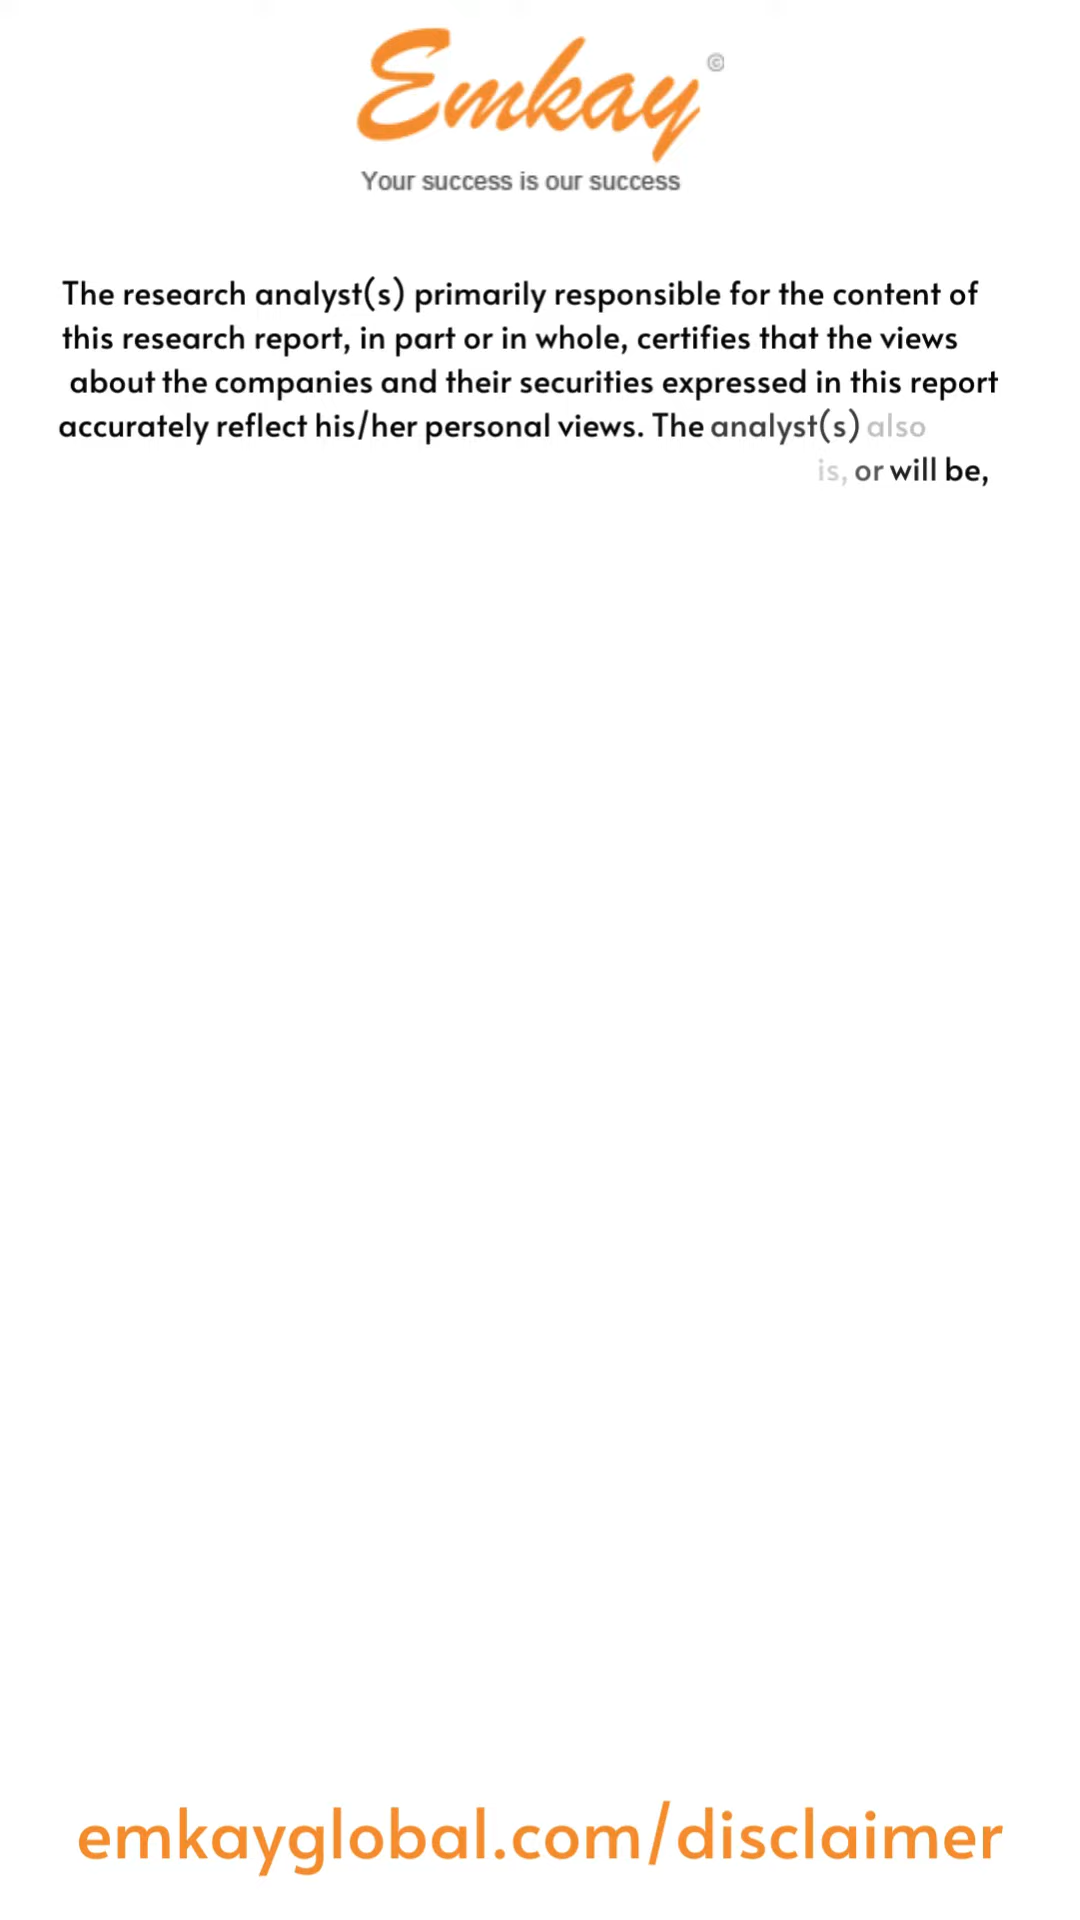 Emkay©
Your success is our success
The research analyst(s) primarily responsible for the content of
this research report, in part or in whole, certifies that the views
about the companies and their securities expressed in this report
accurately reflect his/her personal views. The analyst(s) also
is, or will be,
emkayglobal.com/disclaimer